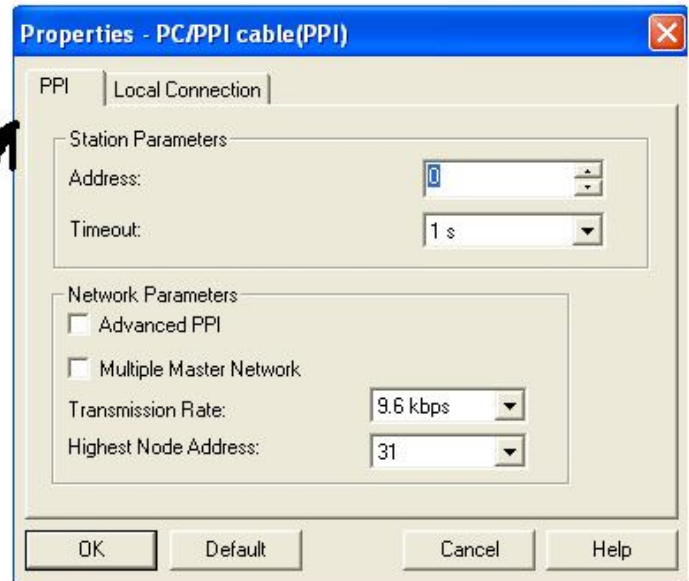 Properties - PC/PPI cable(PPI)
PPI Local Connection
Station Parameters
Address: 0
Timeout: 1 s
Network Parameters
Advanced PPI
Multiple Master Network
Transmission Rate: 9.6 kbps
Highest Node Address: 31
OK Default Cancel Help